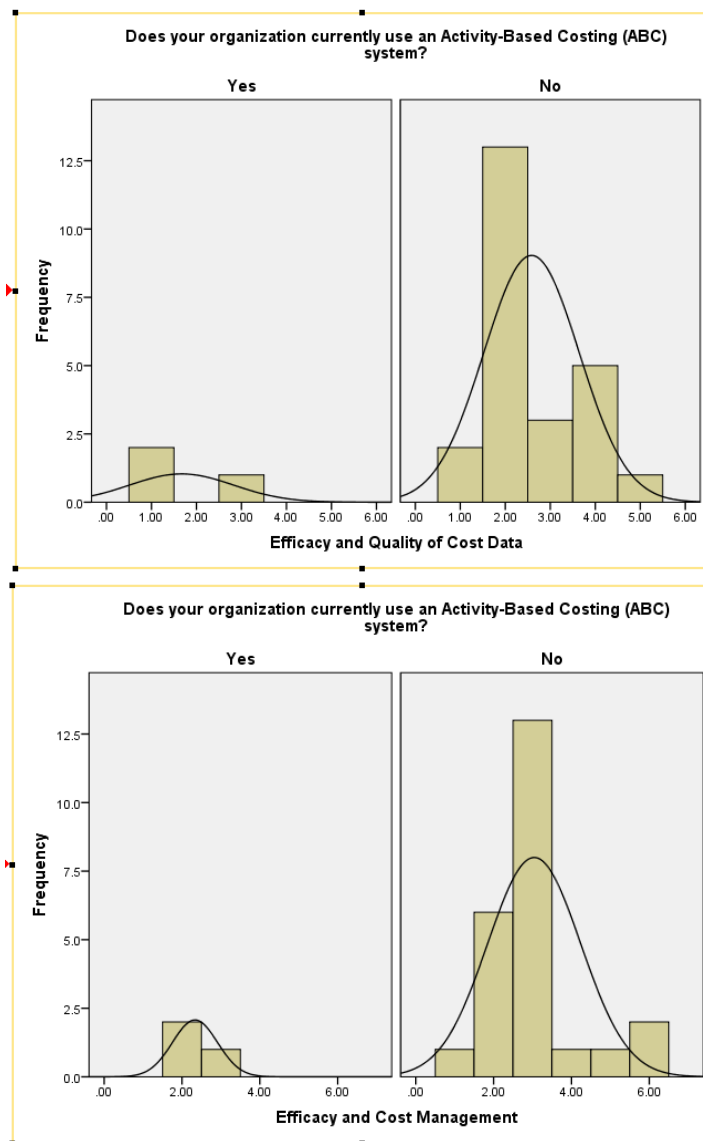 Does your organization currently use an Activity-Based Costing (ABC)
system?
Yes No
12.5
10.0
7.5
5.0
2.5
0.0
Frequency
.00 1.00 2.00 3.00 4.00 5.00 6.00 .00 1.00 2.00 3.00 4.00 5.00 6.00
Efficacy and Quality of Cost Data
Does your organization currently use an Activity-Based Costing (ABC)
system?
Yes No
12.5
10.0
7.5
5.0
2.5
0.0
Frequency
.00 2.00 4.00 6.00 .00 2.00 4.00 6.00
Efficacy and Cost Management